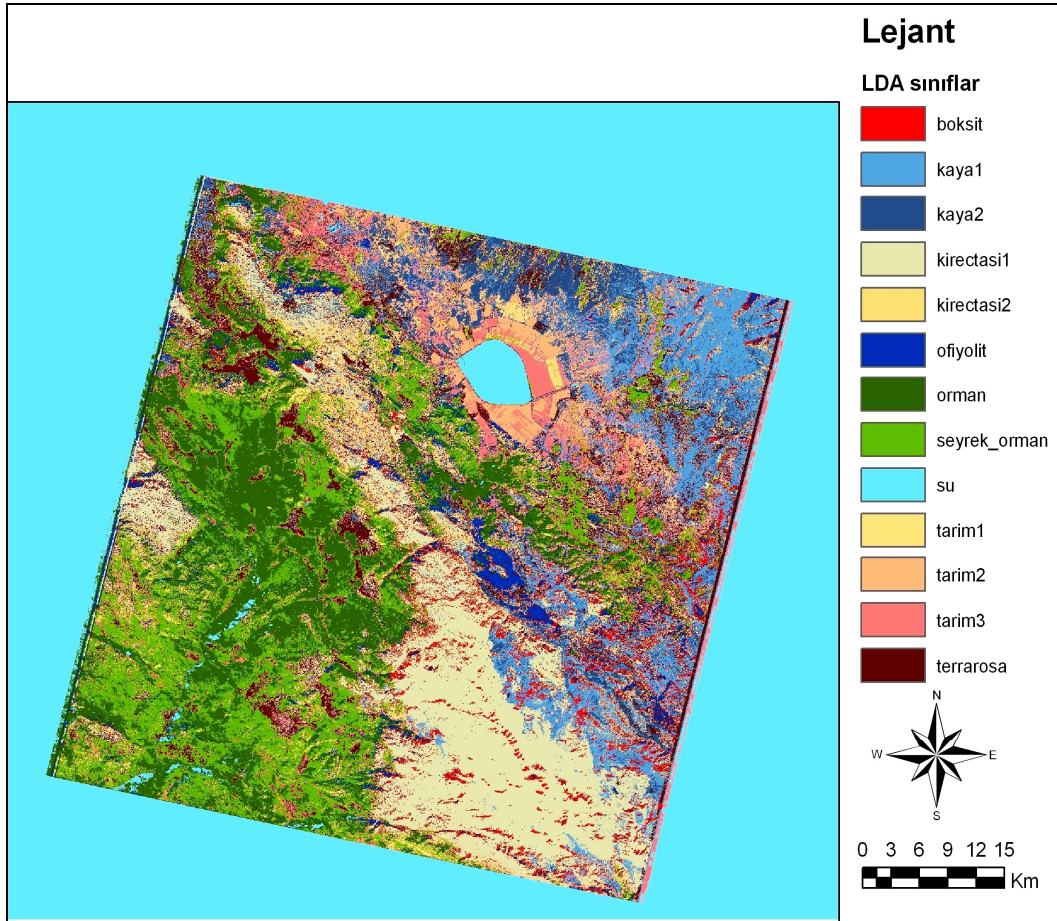 Lejant
LDA sınıflar
boksit
kaya1
kaya2
kirectasi1
kirectasi2
ofiyolit
orman
seyrek_orman
su
tarim1
tarim2
tarim3
terrarosa
N
W E
S
0 3 6 9 12 15
Km